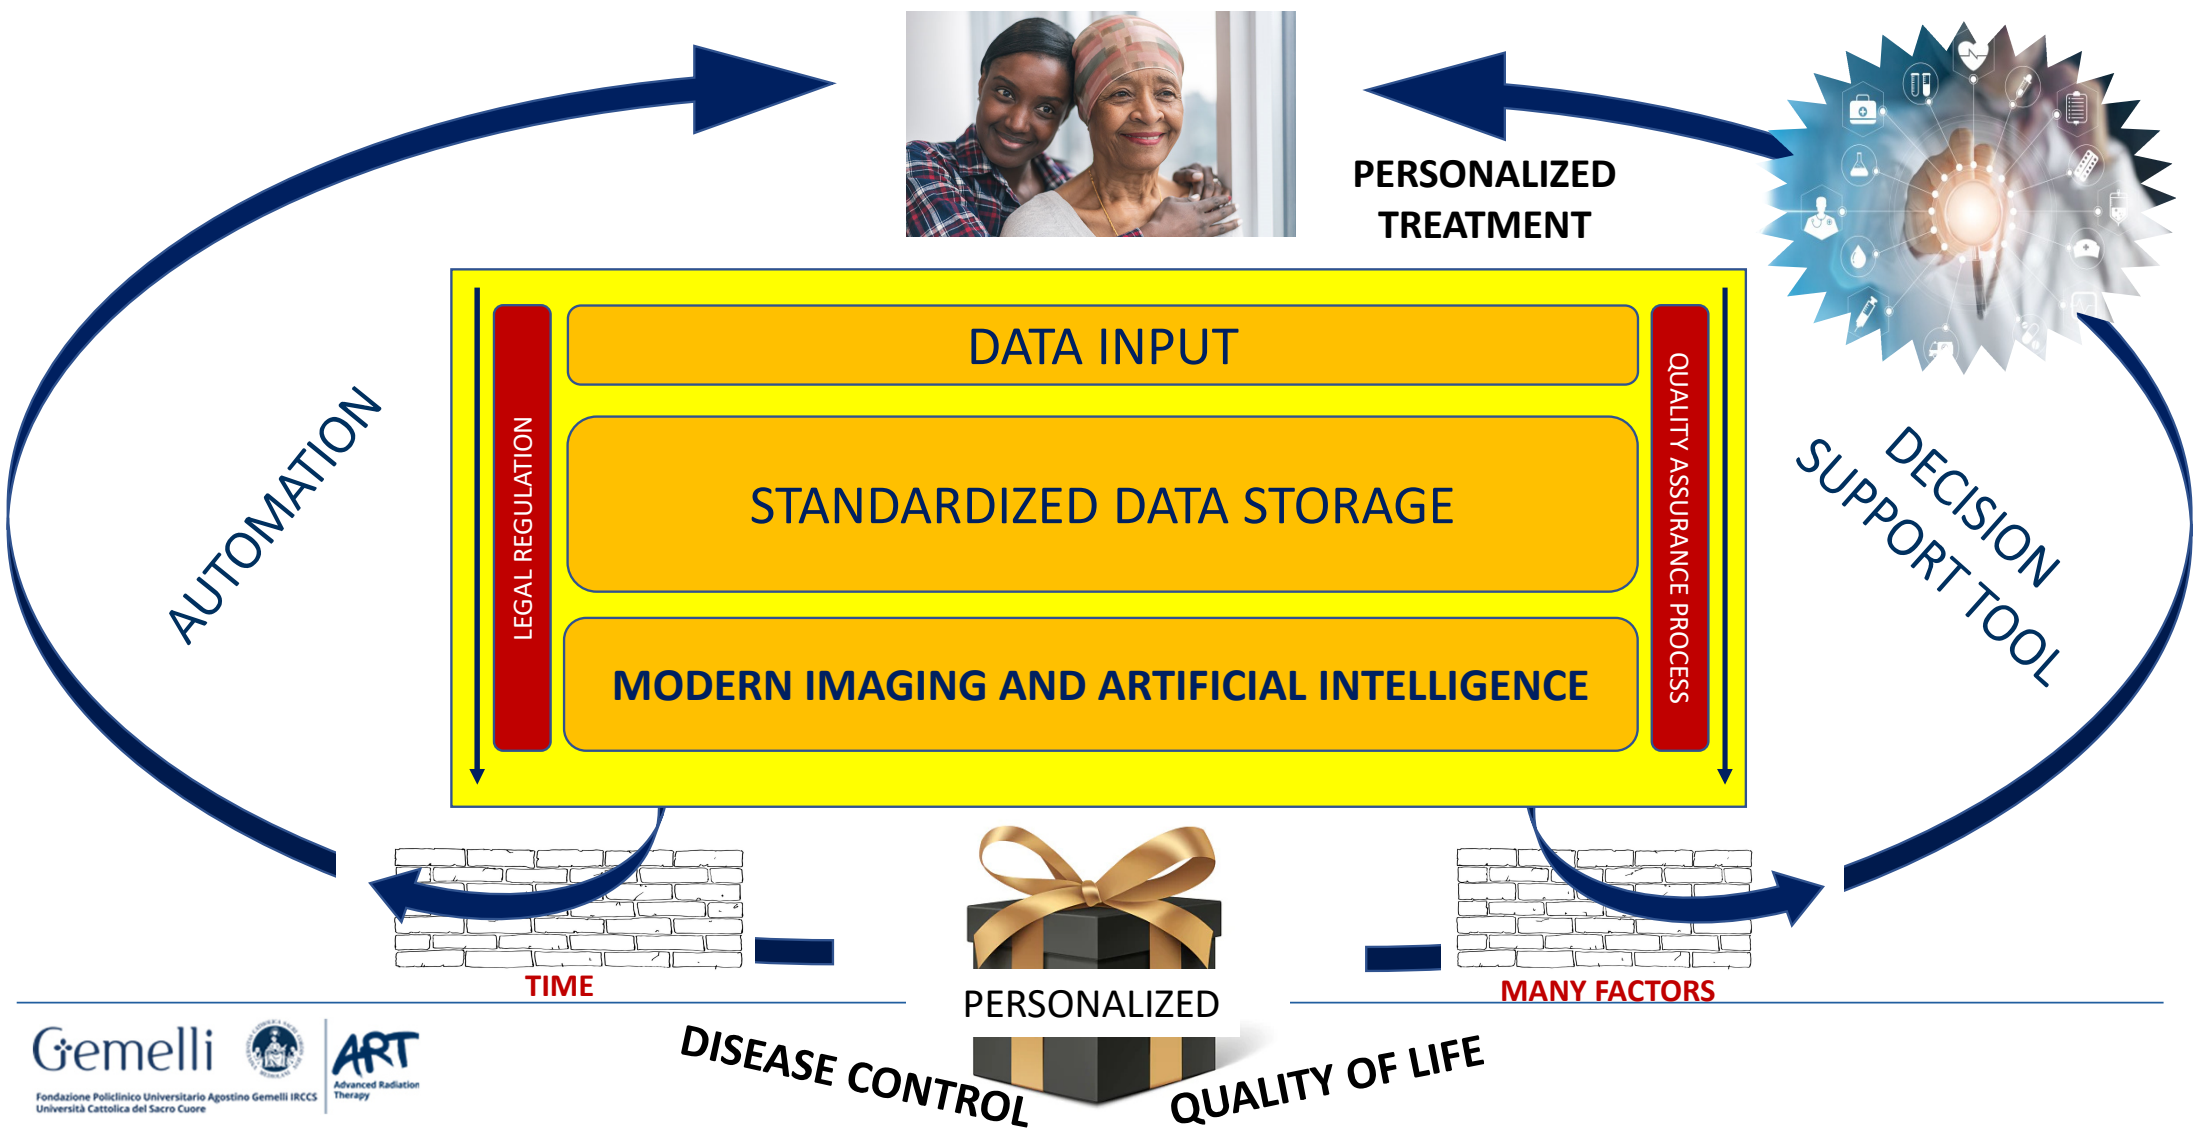 PERSONALIZED
TREATMENT
DATA INPUT
LEGAL REGULATION
QUALITY ASSURANCE PROCESS
STANDARDIZED DATA STORAGE
AUTOMATION
DECISION
SUPPORT TOOL
MODERN IMAGING AND ARTIFICIAL INTELLIGENCE
TIME
MANY FACTORS
PERSONALIZED
DISEASE CONTROL
QUALITY OF LIFE
Gemelli
ART
Advanced Radiation
Therapy
Fondazione Policlinico Universitario Agostino Gemelli IRCCS
Università Cattolica del Sacro Cuore